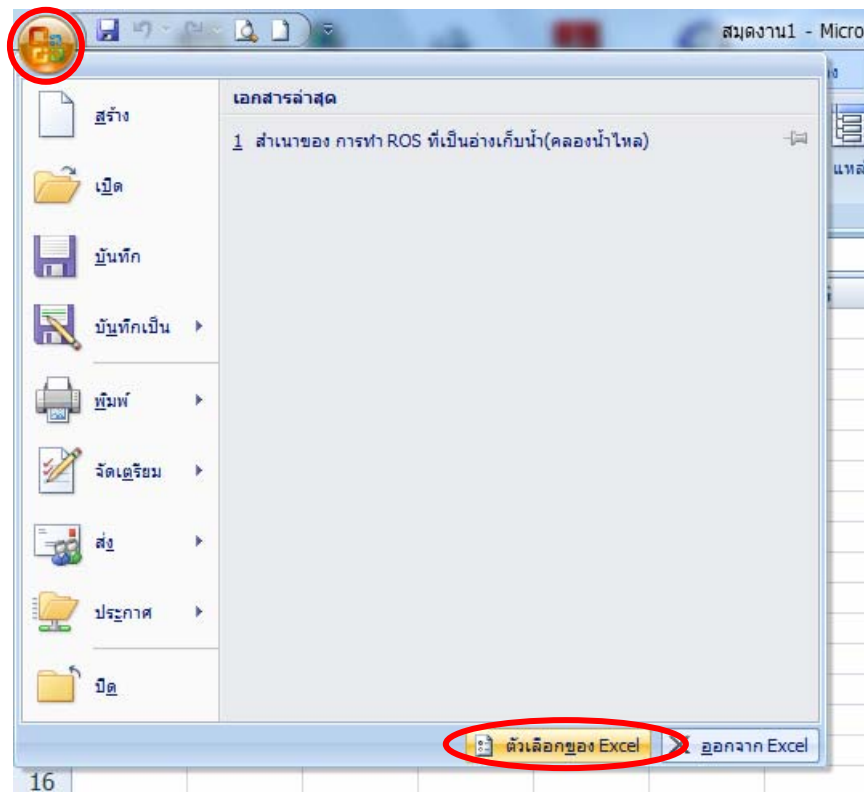 สมุดงาน1 - Micro
เอกสารล่าสุด
1 สำเนาของ การทำ ROS ที่เป็นอ่างเก็บน้ำ(คลองน้ำไหล)
สร้าง
เปิด
บันทึก
บันทึกเป็น
พิมพ์
จัดเตรียม
ส่ง
ประกาศ
ปิด
ตัวเลือกของ Excel
ออกจาก Excel
16